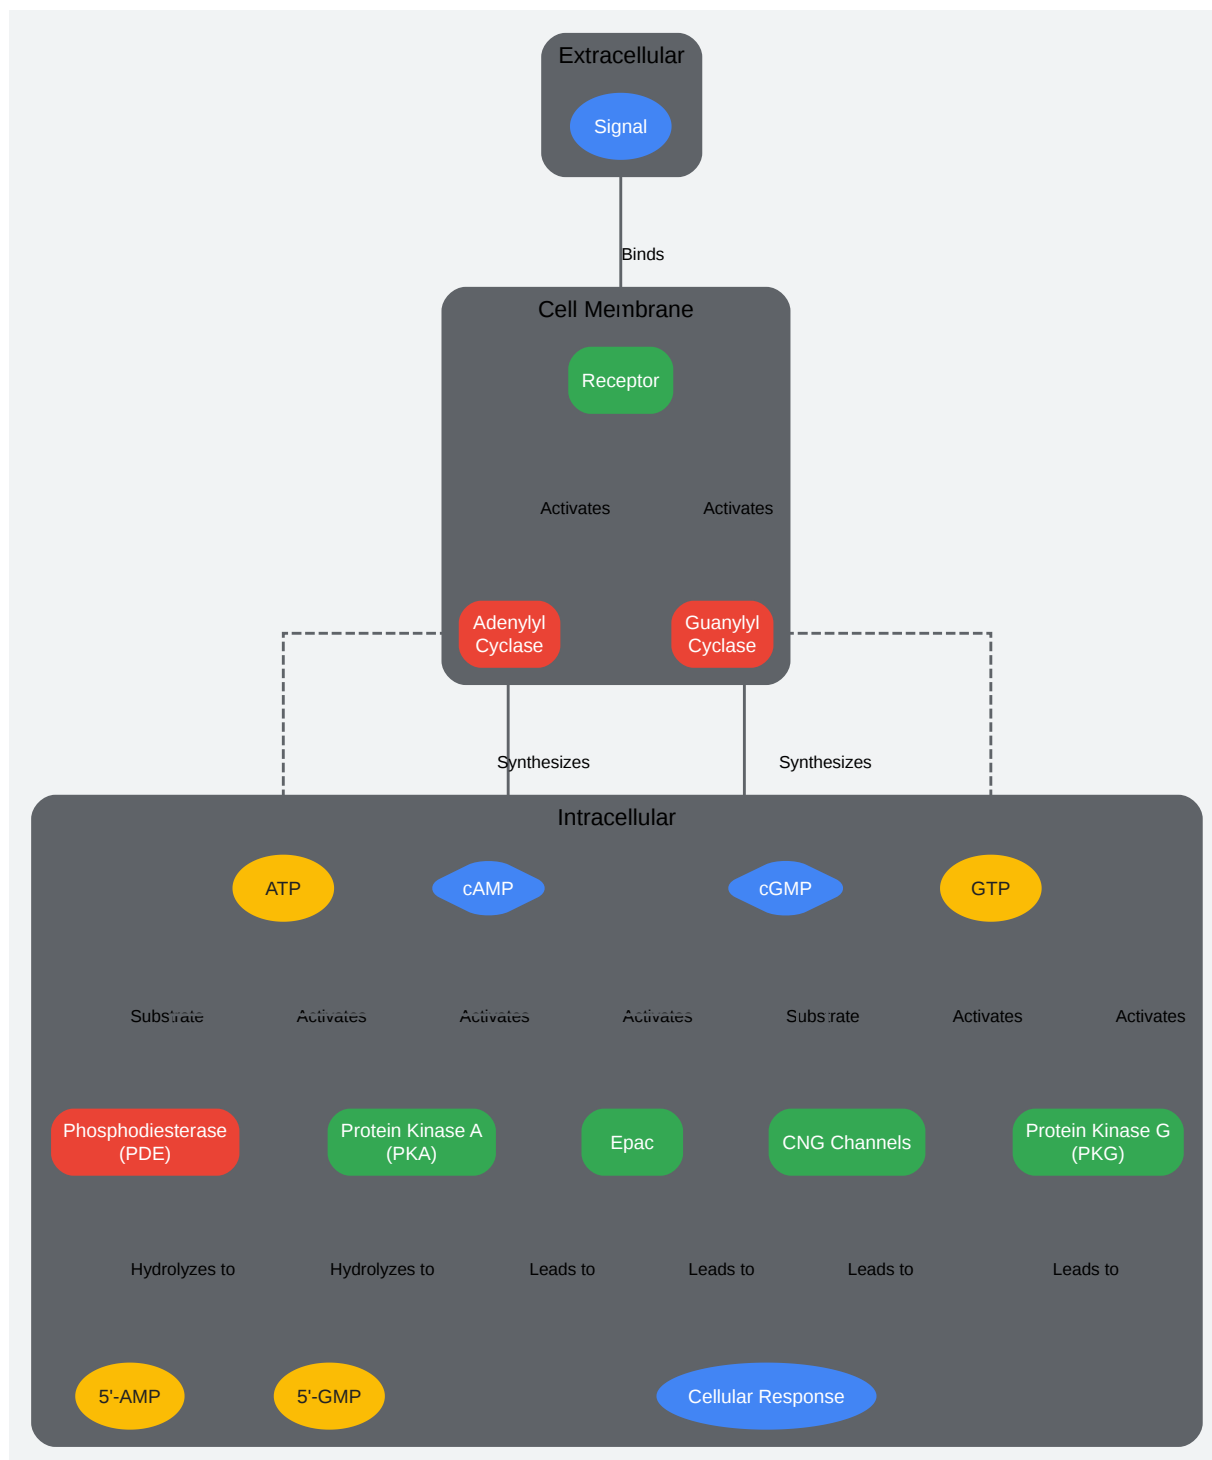 Extracellular
Signal
Binds
Cell Membrane
Receptor
Activates
Activates
Adenylyl
Cyclase
Guanylyl
Cyclase
Synthesizes
Synthesizes
Intracellular
ATP
cAMP
cGMP
GTP
Substrate
Activates
Activates
Activates
Substrate
Activates
Activates
Phosphodiesterase
(PDE)
Protein Kinase A
(PKA)
Epac
CNG Channels
Protein Kinase G
(PKG)
Hydrolyzes to
Hydrolyzes to
Leads to
Leads to
Leads to
Leads to
5'-AMP
5'-GMP
Cellular Response